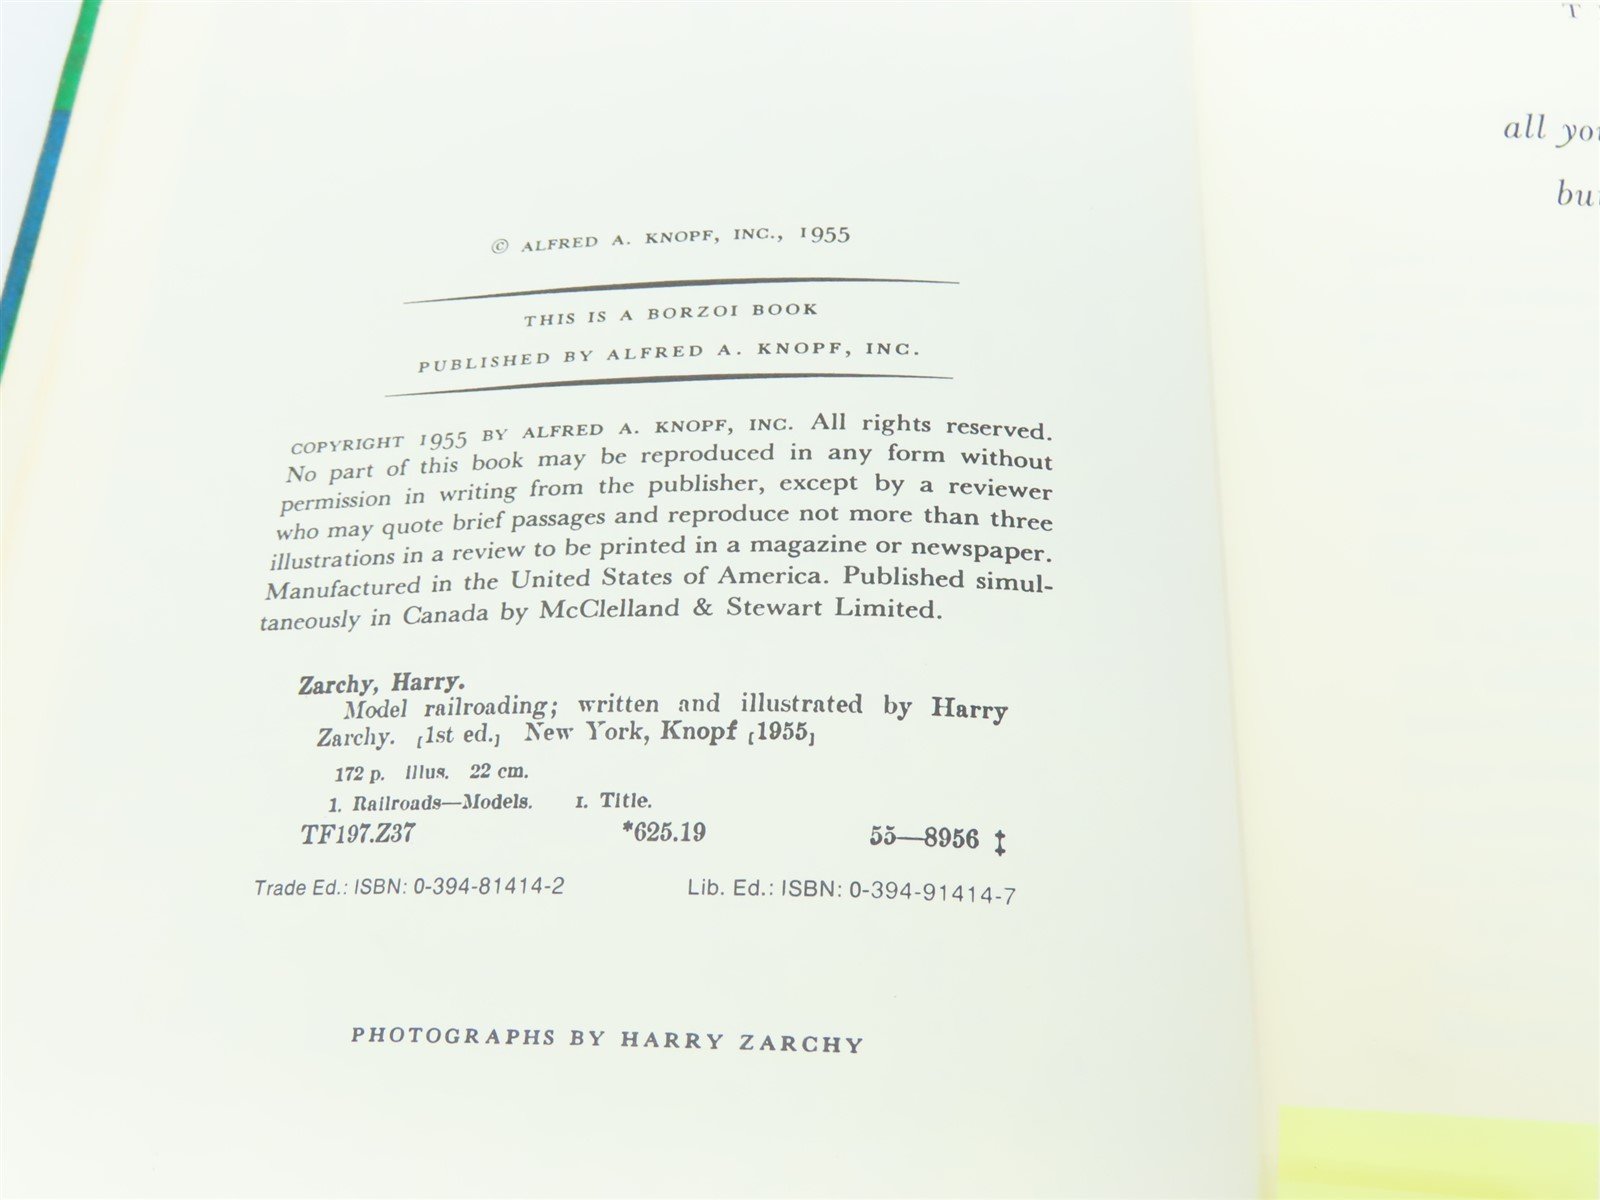 © ALFRED A. KNOPF, INC., 1955
THIS IS A BORZOI BOOK
PUBLISHED BY ALFRED A. KNOPF, INC.
COPYRIGHT 1955 BY ALFRED A. KNOPF, INC. All rights reserved.
No part of this book may be reproduced in any form without
permission in writing from the publisher, except by a reviewer
who may quote brief passages and reproduce not more than three
illustrations in a review to be printed in a magazine or newspaper.
Manufactured in the United States of America. Published simul-
taneously in Canada by McClelland & Stewart Limited.
Zarchy, Harry.
Model railroading; written and illustrated by Harry
Zarchy. [1st ed.] New York, Knopf [1955]
172 p. illus. 22 cm.
1. Railroads—Models. I. Title.
TF197.Z37 *625.19 55—8956 ‡
Trade Ed.: ISBN: 0-394-81414-2 Lib. Ed.: ISBN: 0-394-91414-7
PHOTOGRAPHS BY HARRY ZARCHY
T
all